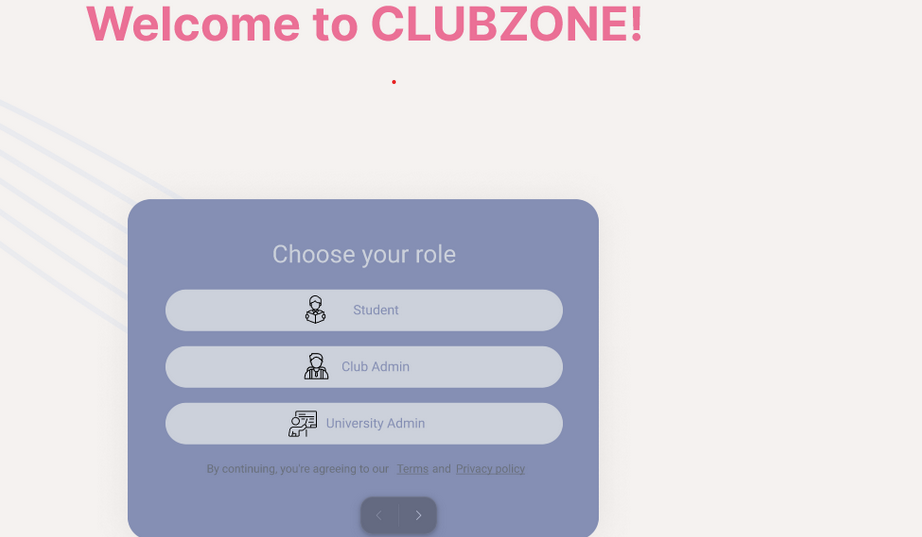 Welcome to CLUBZONE!
Choose your role
Student
Club Admin
University Admin
By continuing, you're agreeing to our Terms and Privacy policy